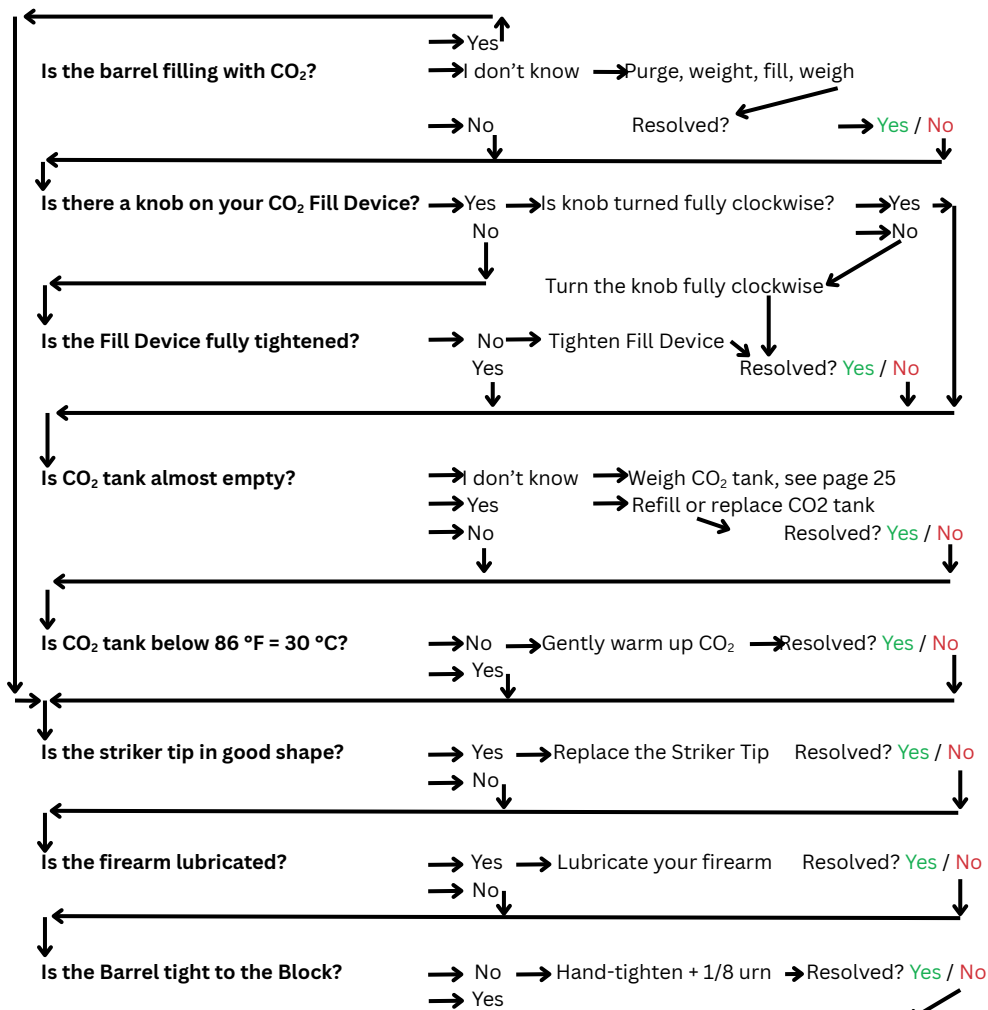 Yes
Is the barrel filling with CO₂? I don't know Purge, weight, fill, weigh
No Resolved? Yes / No
Is there a knob on your CO₂ Fill Device? Yes Is knob turned fully clockwise? Yes
No No
Turn the knob fully clockwise
Is the Fill Device fully tightened? No Tighten Fill Device
Yes Resolved? Yes / No
Is CO₂ tank almost empty? I don't know Weigh CO₂ tank, see page 25
Yes Refill or replace CO2 tank
No Resolved? Yes / No
Is CO₂ tank below 86 °F = 30 °C? No Gently warm up CO₂ Resolved? Yes / No
Yes
Is the striker tip in good shape? Yes Replace the Striker Tip Resolved? Yes / No
No
Is the firearm lubricated? Yes Lubricate your firearm Resolved? Yes / No
No
Is the Barrel tight to the Block? No Hand-tighten + 1/8 urn Resolved? Yes / No
Yes